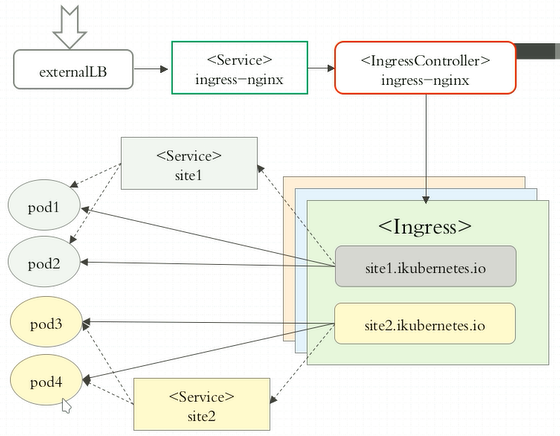 externalLB
<Service>
ingress-nginx
<IngressController>
ingress-nginx
<Service>
site1
pod1
pod2
pod3
pod4
<Ingress>
site1.ikubernetes.io
site2.ikubernetes.io
<Service>
site2